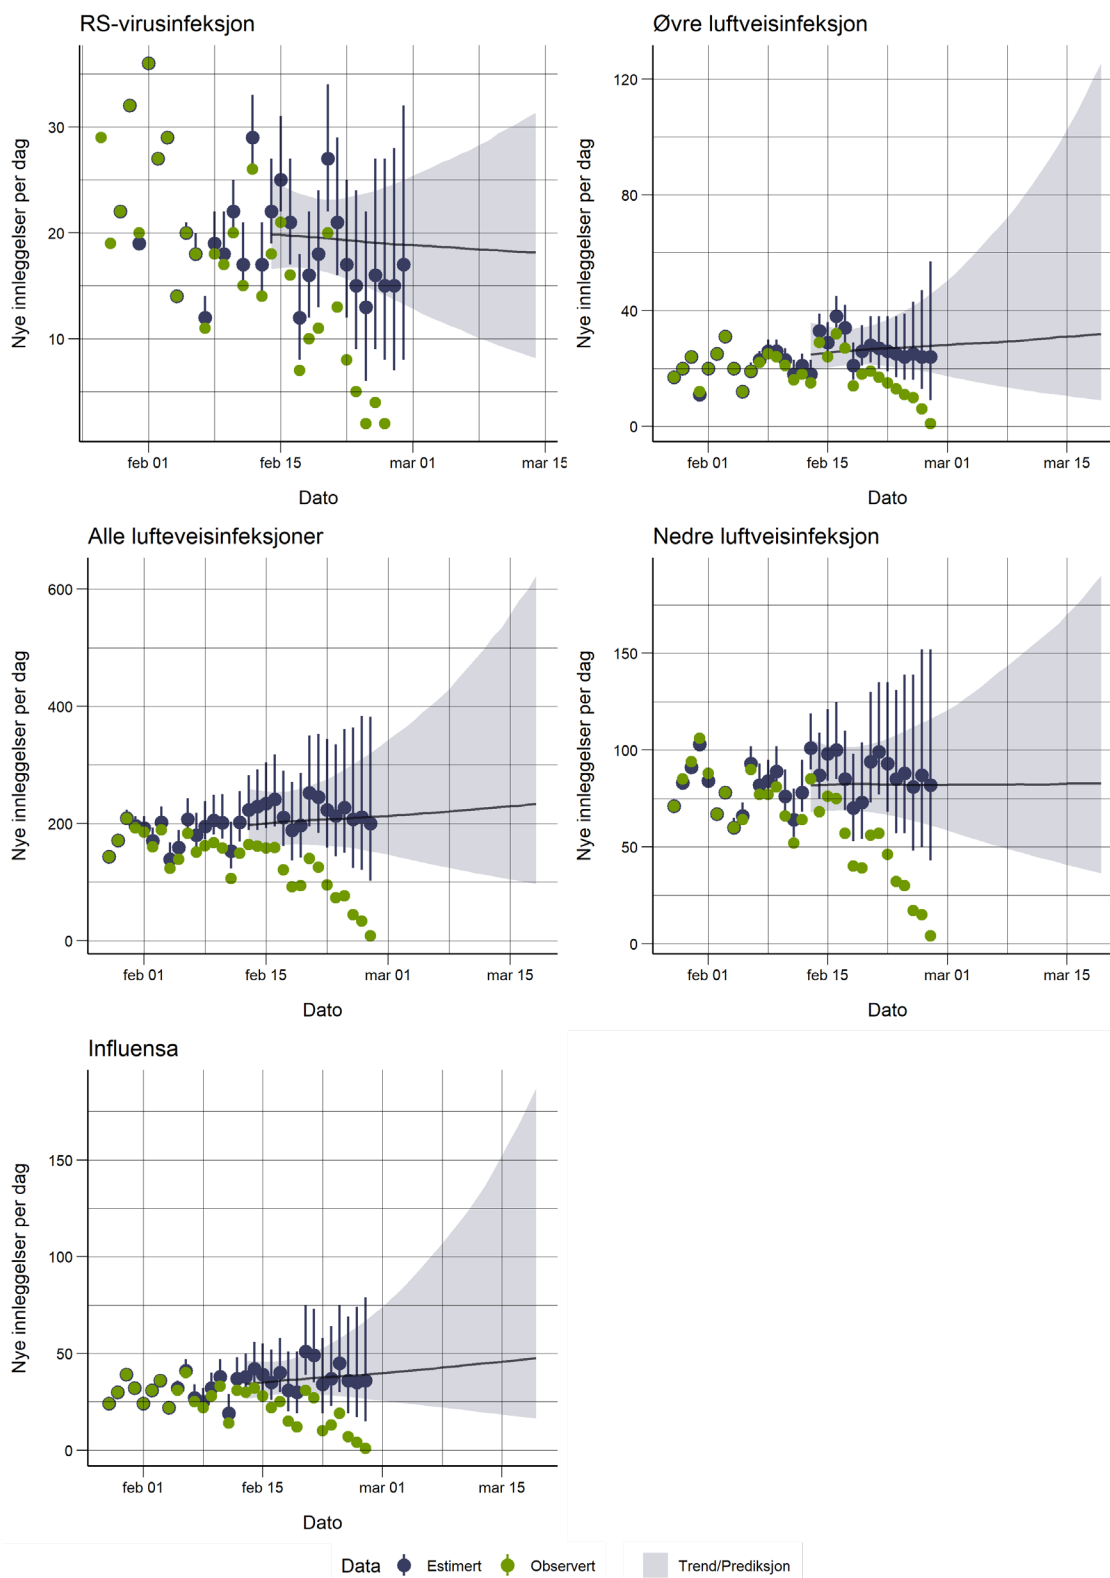 RS-virusinfeksjon
Nye innleggelser per dag
30
20
10
feb 01
feb 15
mar 01
mar 15
Dato
Øvre luftveisinfeksjon
Nye innleggelser per dag
120
80
40
0
feb 01
feb 15
mar 01
mar 15
Dato
Alle lufteveisinfeksjoner
Nye innleggelser per dag
600
400
200
0
feb 01
feb 15
mar 01
mar 15
Dato
Nedre luftveisinfeksjon
Nye innleggelser per dag
150
100
50
0
feb 01
feb 15
mar 01
mar 15
Dato
Influensa
Nye innleggelser per dag
150
100
50
0
feb 01
feb 15
mar 01
mar 15
Dato
Data Estimert Observert Trend/Prediksjon